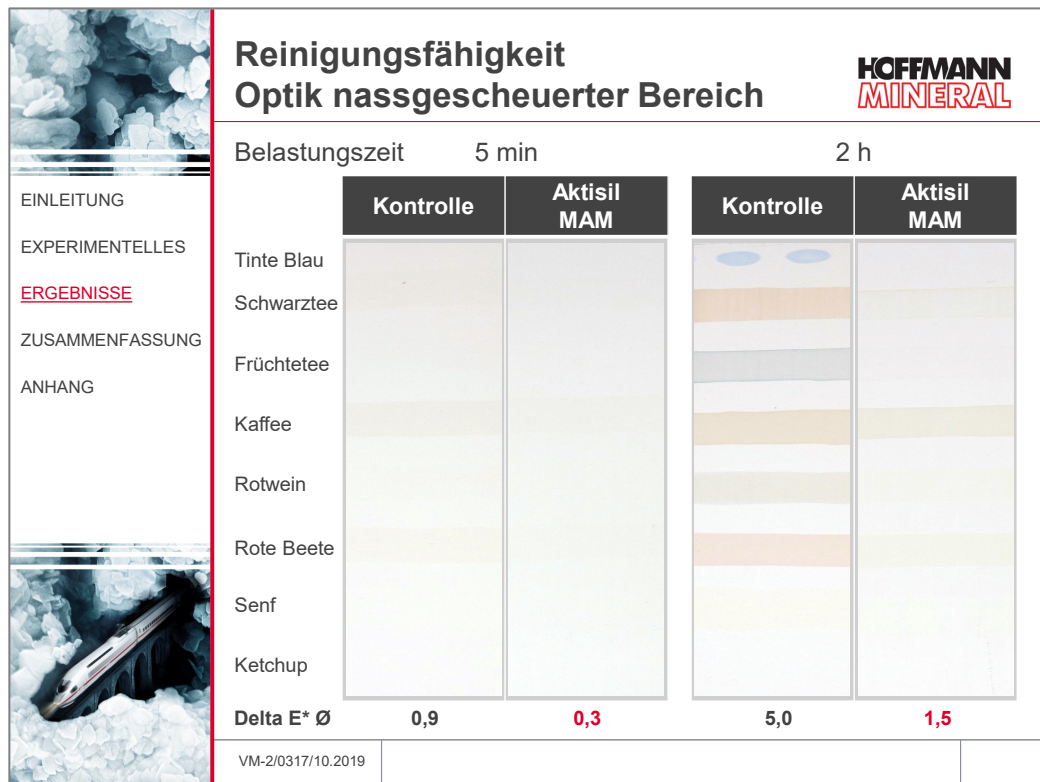 Reinigungsfähigkeit
Optik nassgescheuerter Bereich
HOFFMANN
MINERAL
EINLEITUNG
EXPERIMENTELLES
ERGEBNISSE
ZUSAMMENFASSUNG
ANHANG
Belastungszeit 5 min 2 h
Kontrolle Aktisil MAM Kontrolle Aktisil MAM
Tinte Blau
Schwarztee
Früchtetee
Kaffee
Rotwein
Rote Beete
Senf
Ketchup
Delta E* Ø 0,9 0,3 5,0 1,5
VM-2/0317/10.2019